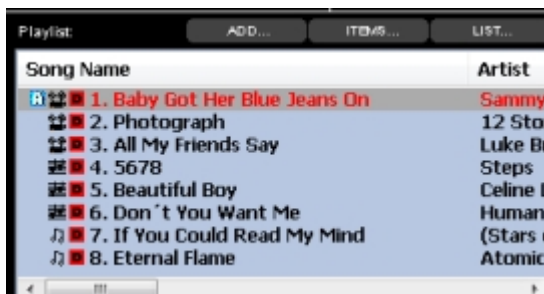 Playlist: ADD... ITEMS... LIST...
Song Name Artist
A 1. Baby Got Her Blue Jeans On Sammy
2. Photograph 12 Sto
3. All My Friends Say Luke B
4. 5678 Steps
5. Beautiful Boy Celine
6. Don´t You Want Me Human
7. If You Could Read My Mind (Stars
8. Eternal Flame Atomic